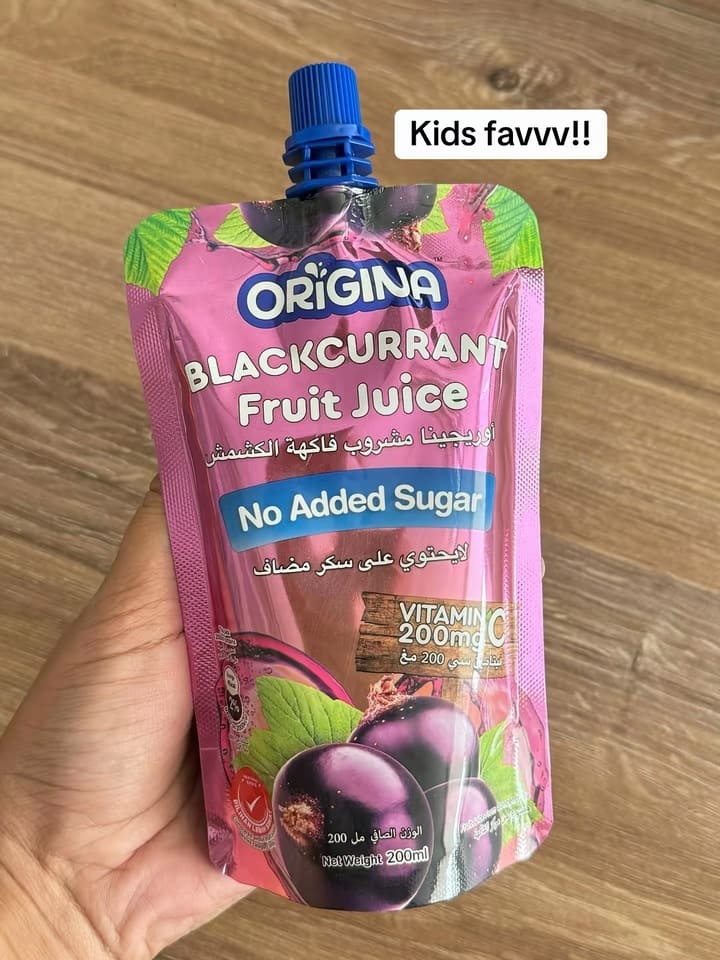 Kids favvv!!
ORIGINA
BLACKCURRANT
Fruit Juice
أوريجينا مشروب فاكهة الكشمش
No Added Sugar
لايحتوي على سكر مضاف
VITAMIN C
200mg
فيتامين سي 200 مغ
الوزن الصافي مل 200
Net Weight 200ml